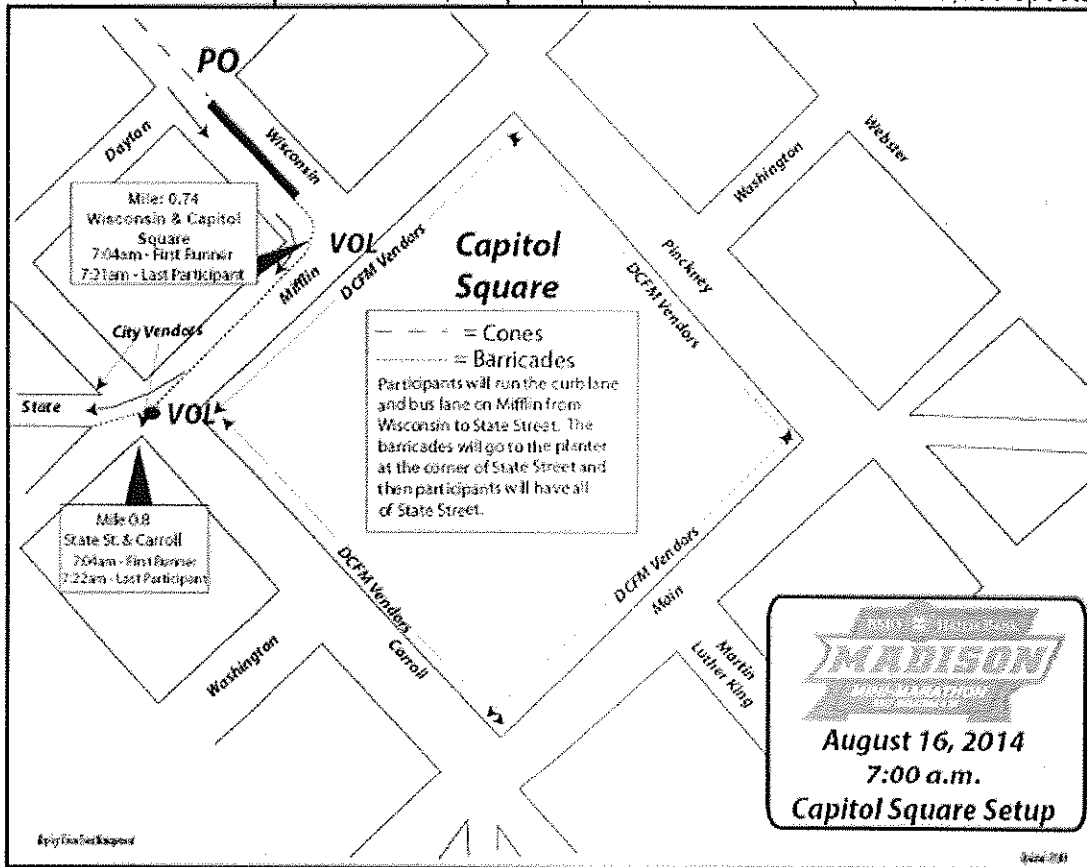 PO
Dayton
Wisconsin
Washington
Webster
Mile: 0.74
Wisconsin & Capitol
Square
7:04am - First Runner
7:21am - Last Participant
VOL
Mifflin
DCFM Vendors
Capitol
Square
Pinckney
DCFM Vendors
City Vendors
= Cones
= Barricades
Participants will run the curb lane
and bus lane on Mifflin from
Wisconsin to State Street. The
barricades will go to the planter
at the corner of State Street and
then participants will have all
of State Street.
State
VOL
Mile 0.8
State St. & Carroll
7:04am - First Runner
7:22am - Last Participant
DCFM Vendors
Carroll
Washington
DCFM Vendors
Main
Martin
Luther King
MADISON
MINI-MARATHON
August 16, 2014
7:00 a.m.
Capitol Square Setup